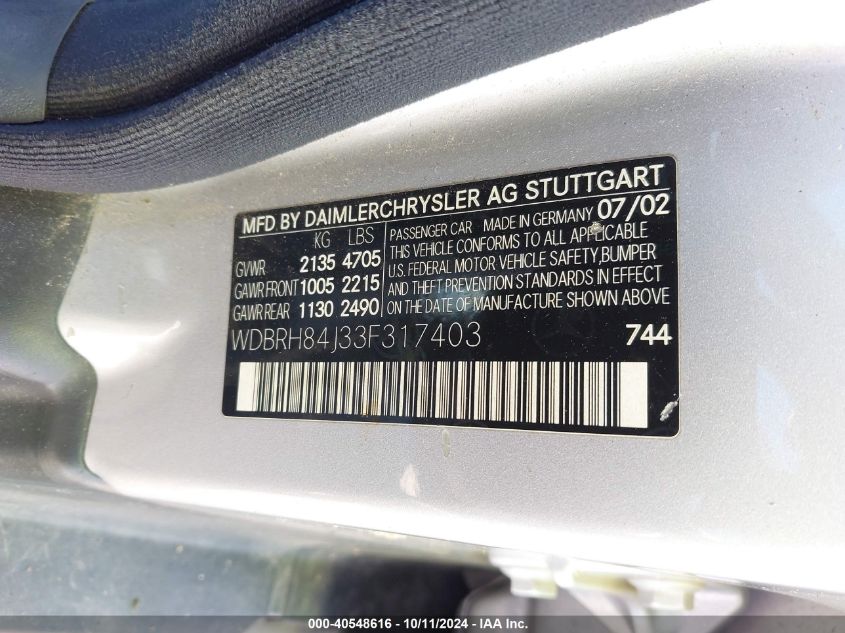 MFD BY DAIMLERCHRYSLER AG STUTTGART
KG LBS
GVWR 2135 4705
GAWR FRONT 1005 2215
GAWR REAR 1130 2490
PASSENGER CAR MADE IN GERMANY 07/02
THIS VEHICLE CONFORMS TO ALL APPLICABLE
U.S. FEDERAL MOTOR VEHICLE SAFETY, BUMPER
AND THEFT PREVENTION STANDARDS IN EFFECT
ON THE DATE OF MANUFACTURE SHOWN ABOVE
WDBRH84J33F317403 744
000-40548616 - 10/11/2024 - IAA Inc.